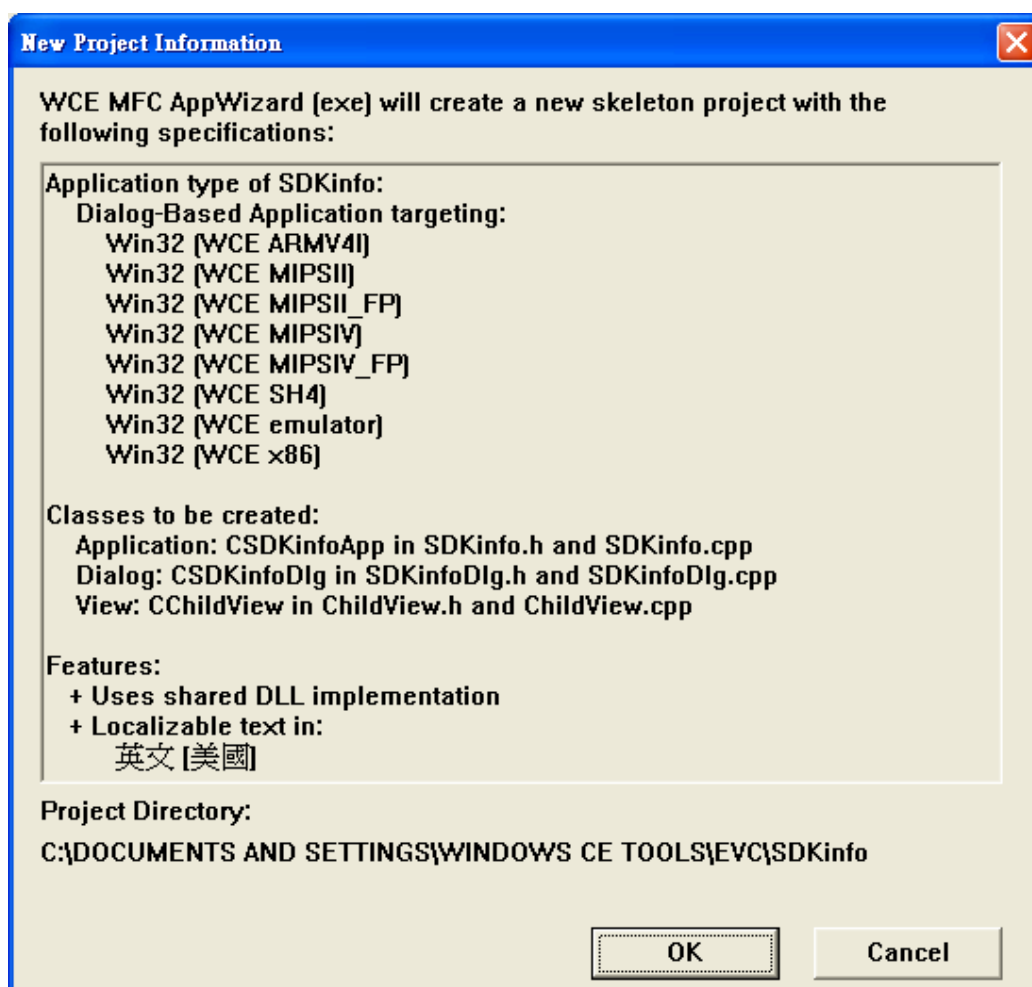 New Project Information
WCE MFC AppWizard (exe) will create a new skeleton project with the
following specifications:
Application type of SDKinfo:
Dialog-Based Application targeting:
Win32 (WCE ARMV4I)
Win32 (WCE MIPSII)
Win32 (WCE MIPSII_FP)
Win32 (WCE MIPSIV)
Win32 (WCE MIPSIV_FP)
Win32 (WCE SH4)
Win32 (WCE emulator)
Win32 (WCE x86)
Classes to be created:
Application: CSDKinfoApp in SDKinfo.h and SDKinfo.cpp
Dialog: CSDKinfoDlg in SDKinfoDlg.h and SDKinfoDlg.cpp
View: CChildView in ChildView.h and ChildView.cpp
Features:
+ Uses shared DLL implementation
+ Localizable text in:
英文 [美國]
Project Directory:
C:\DOCUMENTS AND SETTINGS\WINDOWS CE TOOLS\EVC\SDKinfo
OK
Cancel